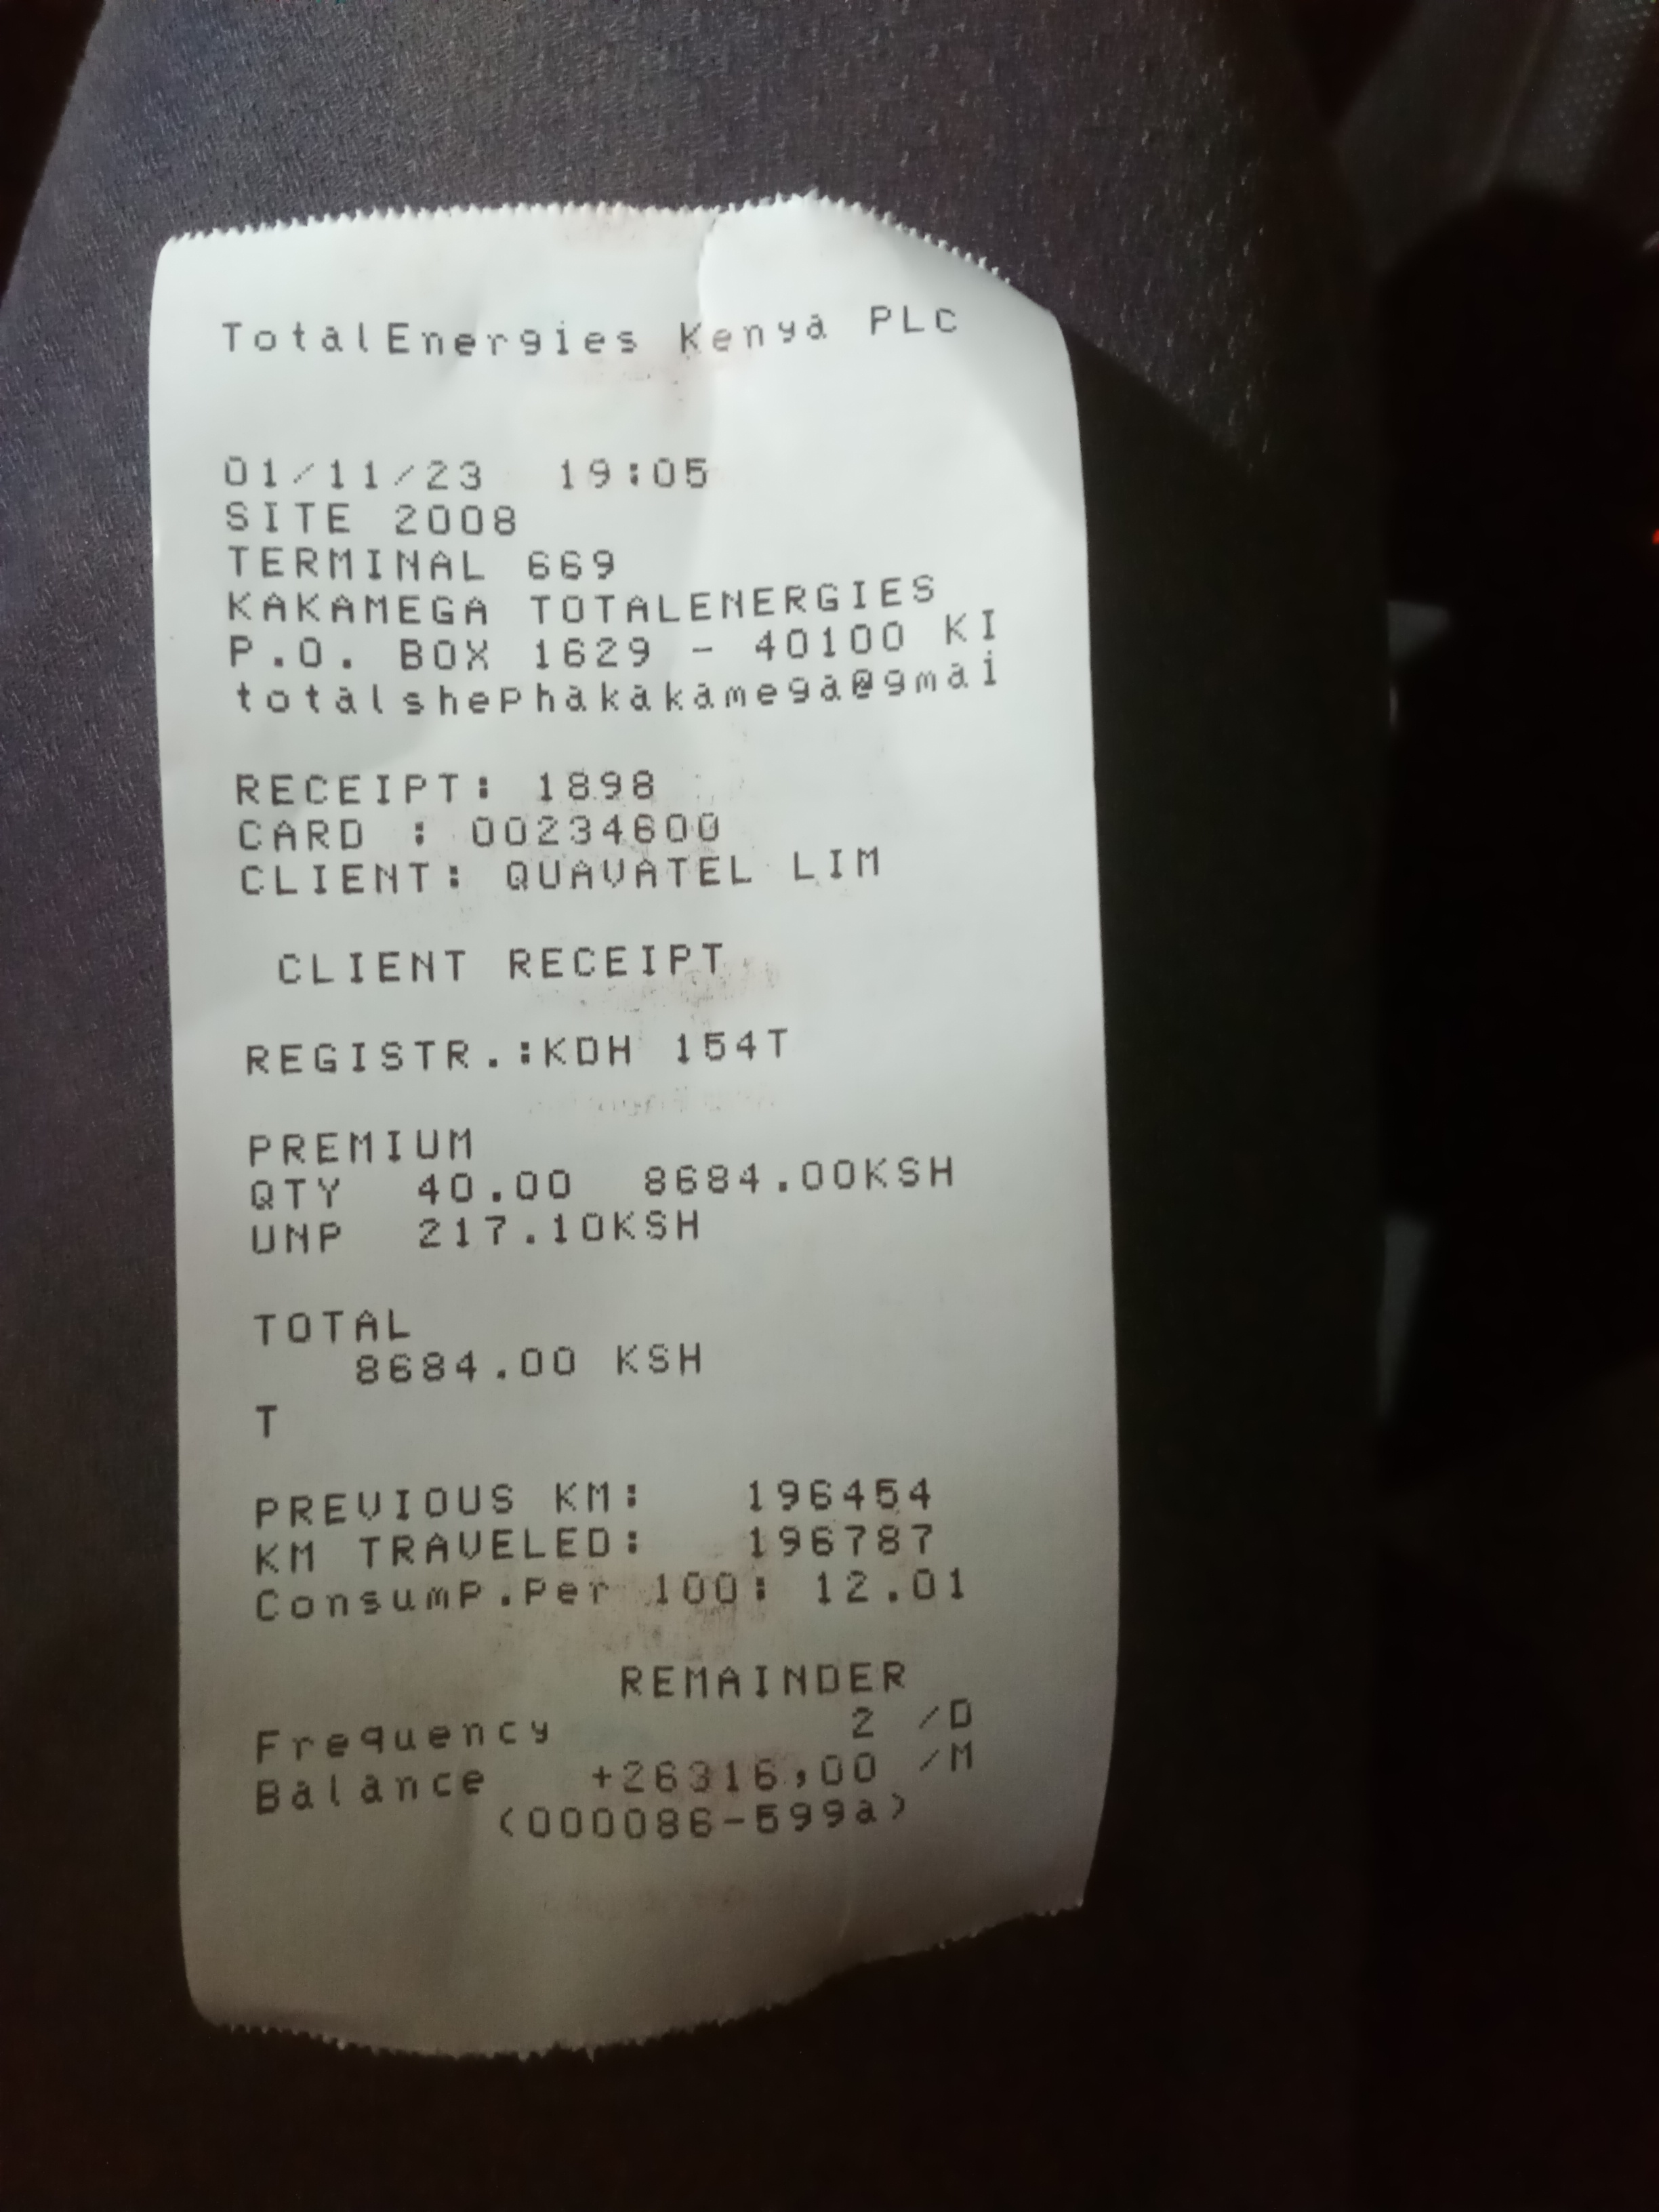 TotalEnergies Kenya PLc
01/11/23 19:05
SITE 2008
TERMINAL 669
KAKAMEGA TOTALENERGIES
P.O. BOX 1629 - 40100 KI
totalshephakakamega@gmai
RECEIPT: 1898
CARD : 00234600
CLIENT: QUAVATEL LIM
CLIENT RECEIPT
REGISTR.:KDH 154T
PREMIUM
QTY 40.00 8684.00KSH
UNP 217.10KSH
TOTAL
8684.00 KSH
T
PREVIOUS KM: 196454
KM TRAVELED: 196787
Consump.Per 100: 12.01
REMAINDER
Frequency 2 /D
Balance +26316,00 /M
(000086-599a)